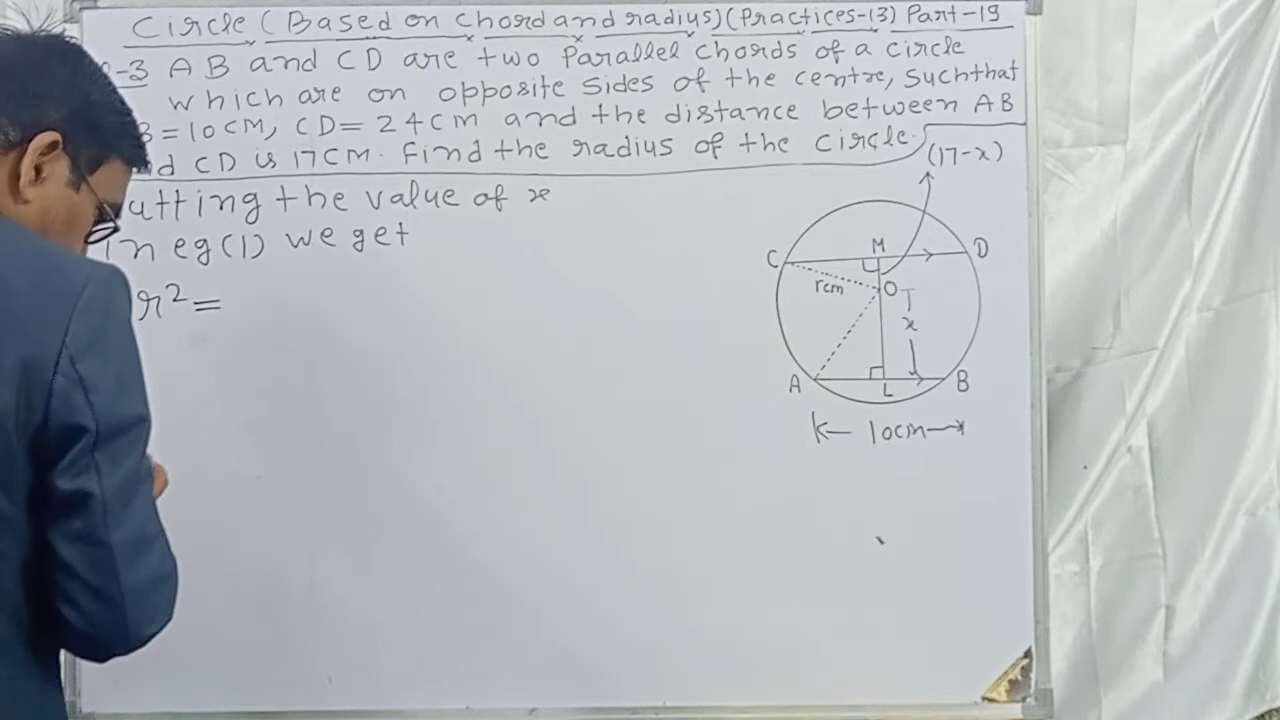 Circle (Based on chord and radius) (Practices-13) Part-19
-3 AB and CD are two Parallel chords of a circle
which are on opposite sides of the centre, such that
= 10CM, CD = 24CM and the distance between AB
CD is 17CM. Find the radius of the circle.
(17-x)
utting the value of x
in eg(1) we get
r² =
C M D
rcm O
x
A L B
10cm